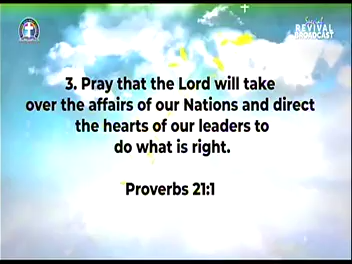 Special
REVIVAL
BROADCAST
3. Pray that the Lord will take
over the affairs of our Nations and direct
the hearts of our leaders to
do what is right.
Proverbs 21:1